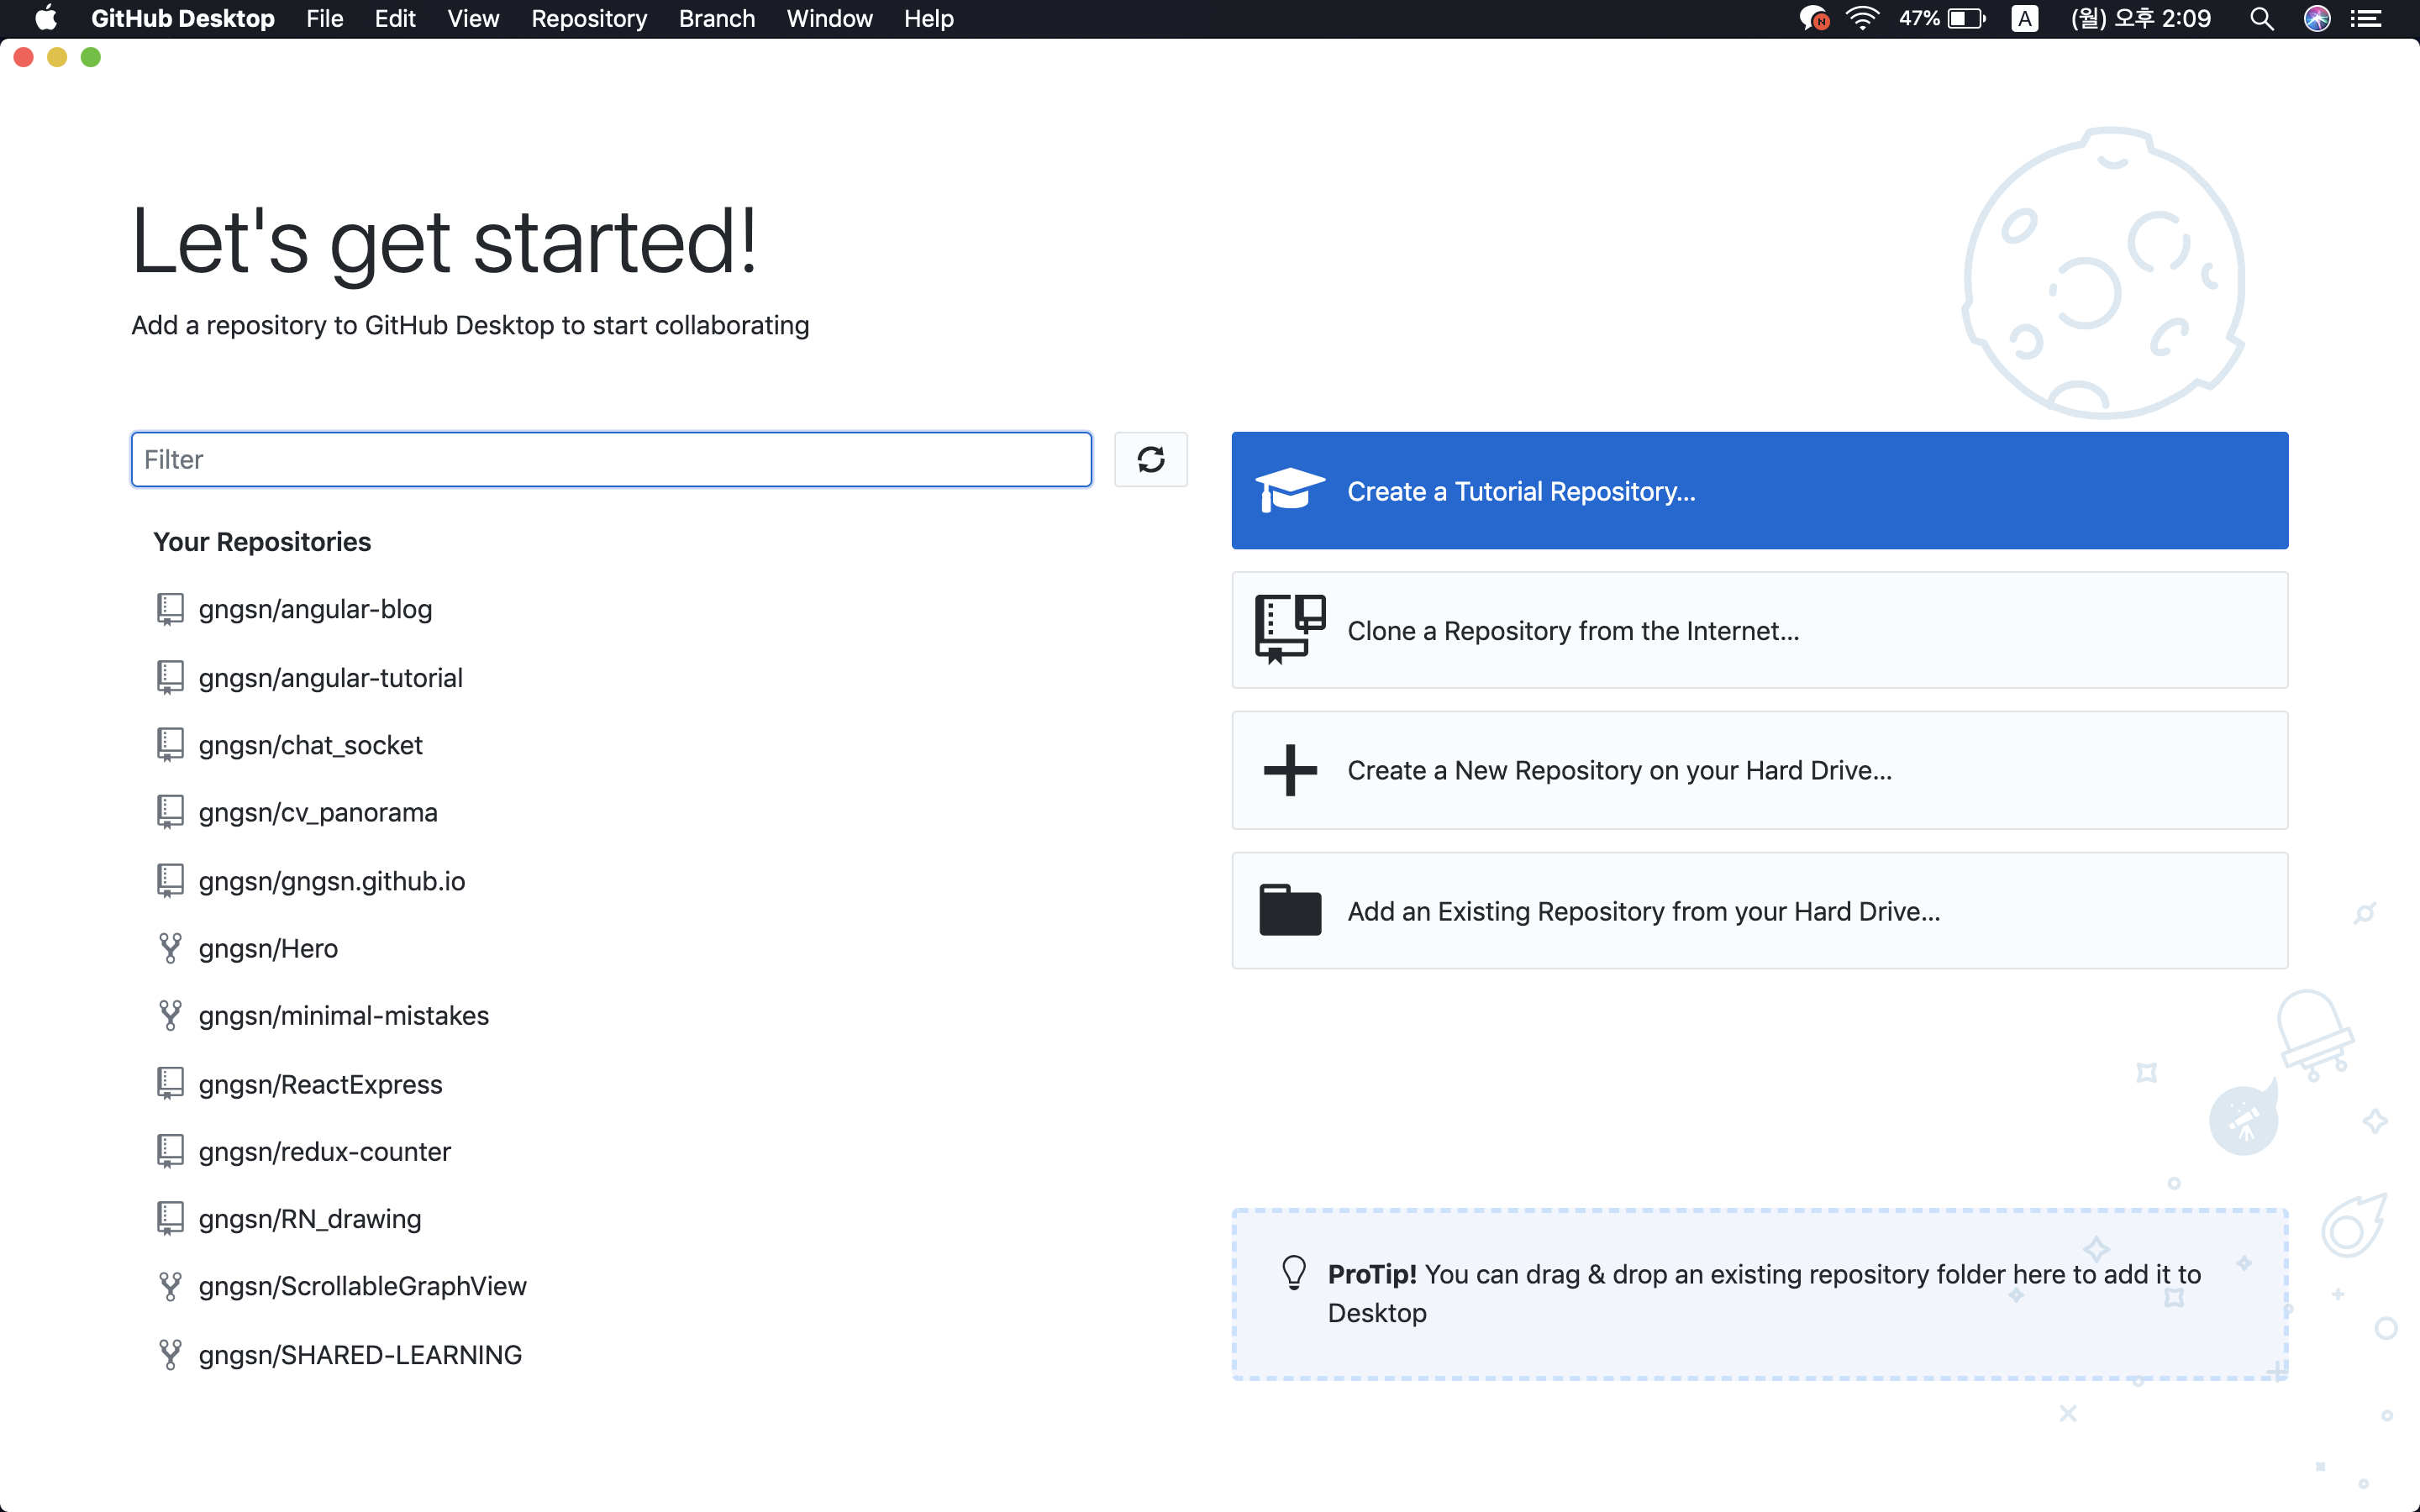 GitHub Desktop File Edit View Repository Branch Window Help N 47% A (월) 오후 2:09
Let's get started!
Add a repository to GitHub Desktop to start collaborating
Filter
Your Repositories
gngsn/angular-blog
gngsn/angular-tutorial
gngsn/chat_socket
gngsn/cv_panorama
gngsn/gngsn.github.io
gngsn/Hero
gngsn/minimal-mistakes
gngsn/ReactExpress
gngsn/redux-counter
gngsn/RN_drawing
gngsn/ScrollableGraphView
gngsn/SHARED-LEARNING
Create a Tutorial Repository...
Clone a Repository from the Internet...
Create a New Repository on your Hard Drive...
Add an Existing Repository from your Hard Drive...
ProTip! You can drag & drop an existing repository folder here to add it to
Desktop